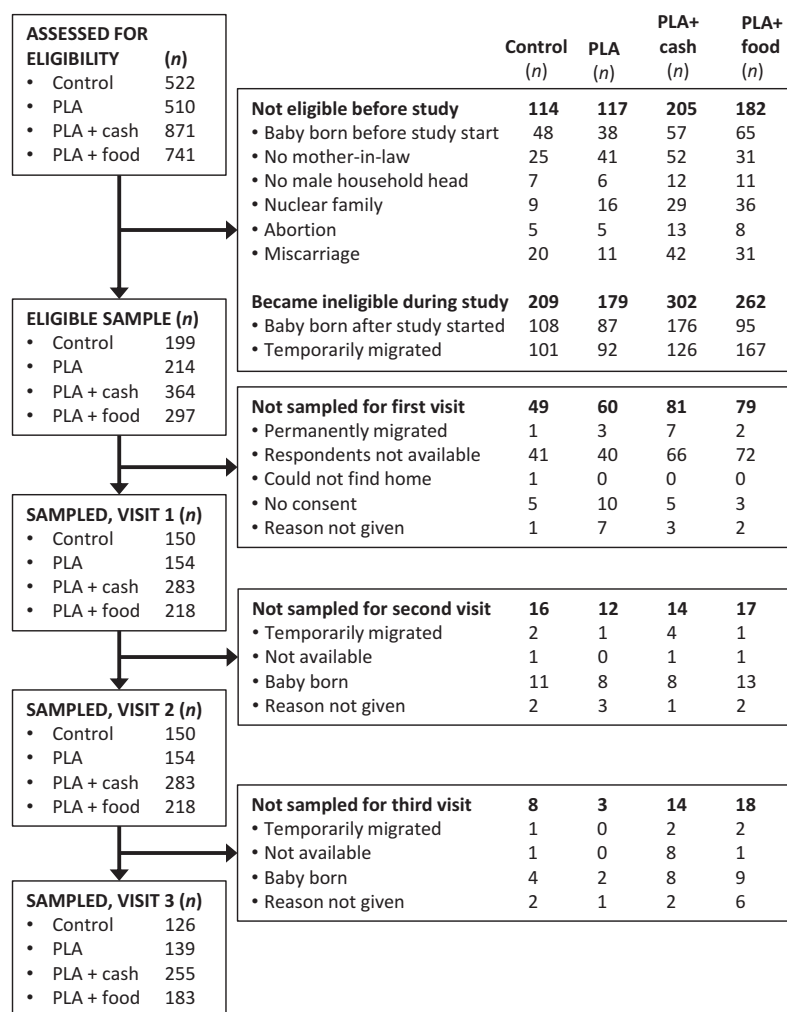 ASSESSED FOR
ELIGIBILITY (n)
• Control 522
• PLA 510
• PLA + cash 871
• PLA + food 741
Control (n) PLA (n) PLA+ cash (n) PLA+ food (n)
Not eligible before study 114 117 205 182
• Baby born before study start 48 38 57 65
• No mother-in-law 25 41 52 31
• No male household head 7 6 12 11
• Nuclear family 9 16 29 36
• Abortion 5 5 13 8
• Miscarriage 20 11 42 31
Became ineligible during study 209 179 302 262
• Baby born after study started 108 87 176 95
• Temporarily migrated 101 92 126 167
ELIGIBLE SAMPLE (n)
• Control 199
• PLA 214
• PLA + cash 364
• PLA + food 297
Not sampled for first visit 49 60 81 79
• Permanently migrated 1 3 7 2
• Respondents not available 41 40 66 72
• Could not find home 1 0 0 0
• No consent 5 10 5 3
• Reason not given 1 7 3 2
SAMPLED, VISIT 1 (n)
• Control 150
• PLA 154
• PLA + cash 283
• PLA + food 218
Not sampled for second visit 16 12 14 17
• Temporarily migrated 2 1 4 1
• Not available 1 0 1 1
• Baby born 11 8 8 13
• Reason not given 2 3 1 2
SAMPLED, VISIT 2 (n)
• Control 150
• PLA 154
• PLA + cash 283
• PLA + food 218
Not sampled for third visit 8 3 14 18
• Temporarily migrated 1 0 2 2
• Not available 1 0 8 1
• Baby born 4 2 8 9
• Reason not given 2 1 2 6
SAMPLED, VISIT 3 (n)
• Control 126
• PLA 139
• PLA + cash 255
• PLA + food 183